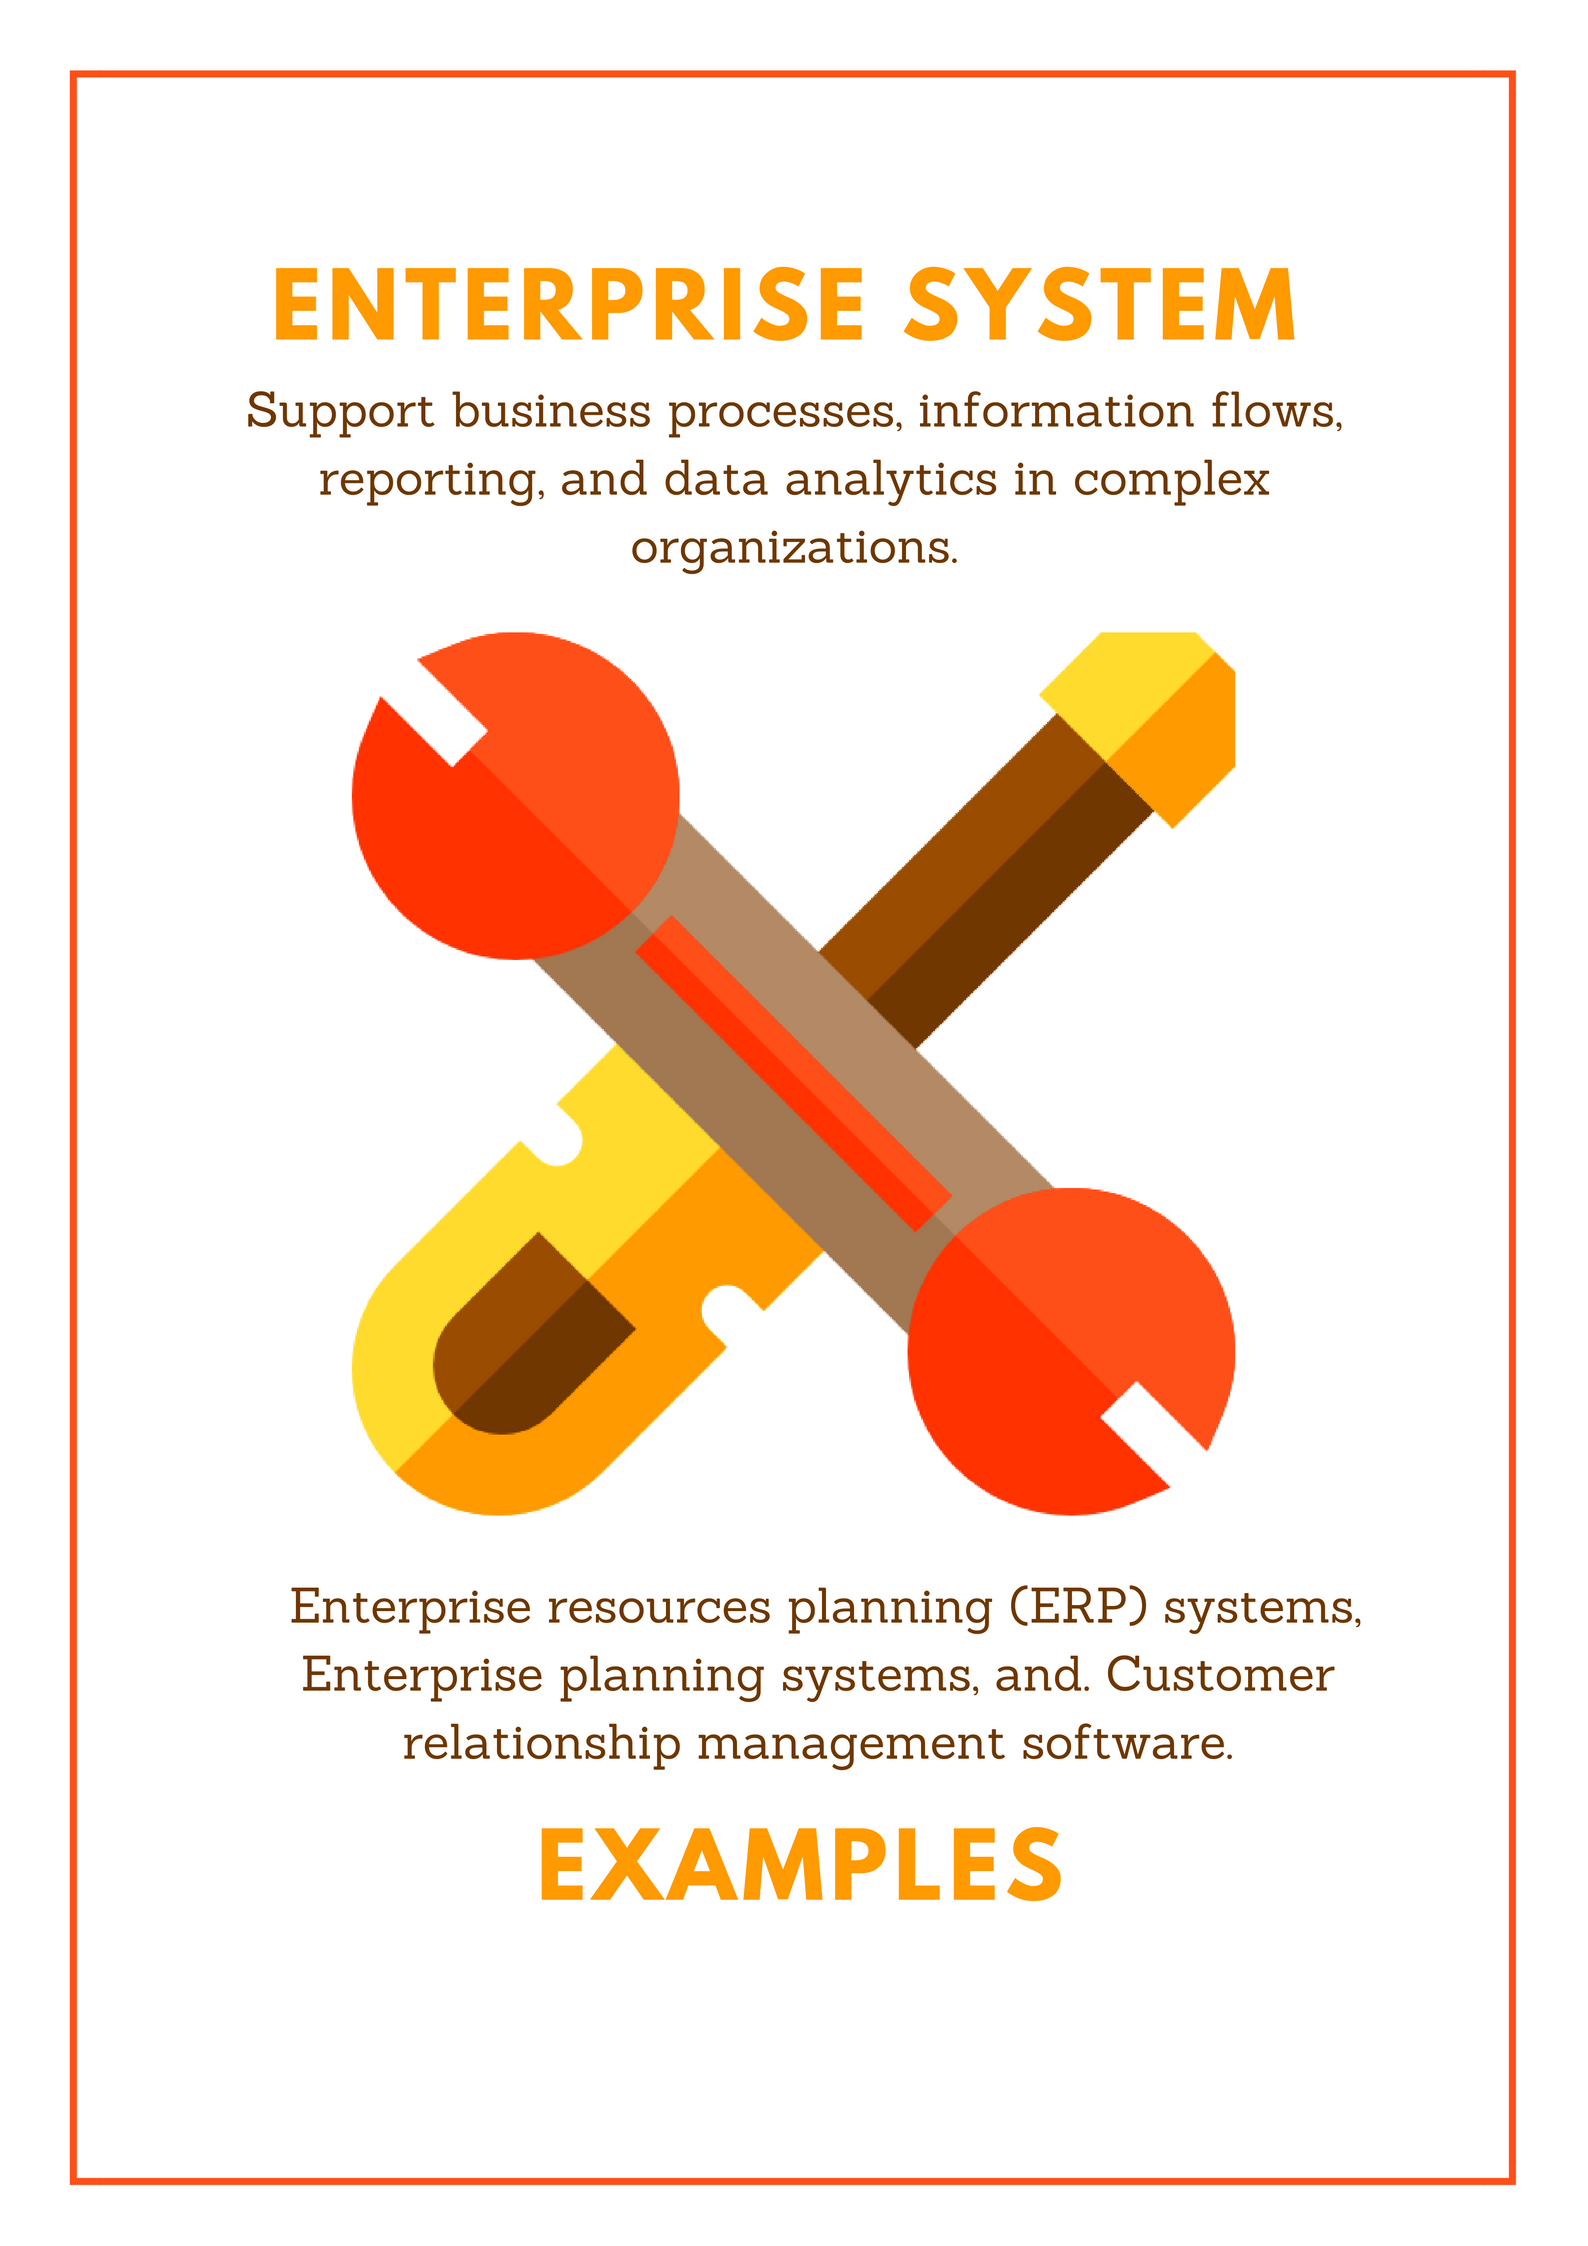 ENTERPRISE SYSTEM
Support business processes, information flows,
reporting, and data analytics in complex
organizations.
Enterprise resources planning (ERP) systems,
Enterprise planning systems, and. Customer
relationship management software.
EXAMPLES